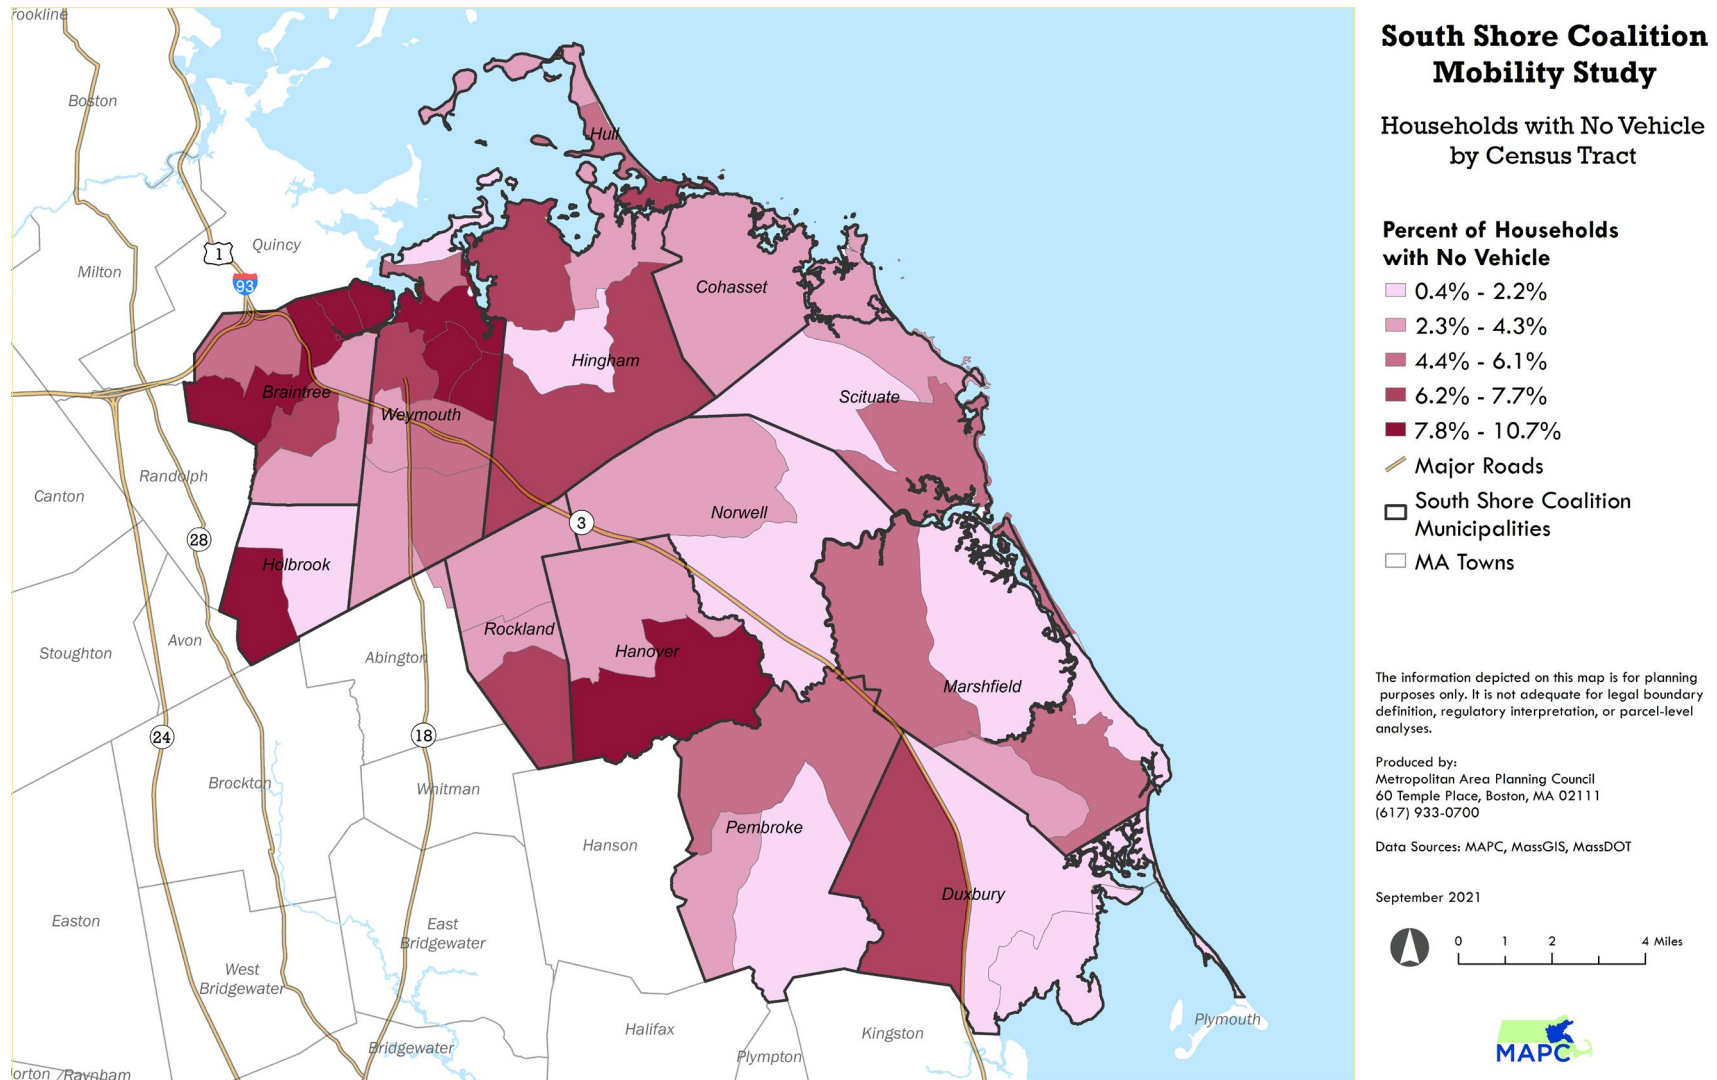 South Shore Coalition
Mobility Study
Households with No Vehicle
by Census Tract
Percent of Households
with No Vehicle
0.4% - 2.2%
2.3% - 4.3%
4.4% - 6.1%
6.2% - 7.7%
7.8% - 10.7%
Major Roads
South Shore Coalition
Municipalities
MA Towns
The information depicted on this map is for planning
purposes only. It is not adequate for legal boundary
definition, regulatory interpretation, or parcel-level
analyses.
Produced by:
Metropolitan Area Planning Council
60 Temple Place, Boston, MA 02111
(617) 933-0700
Data Sources: MAPC, MassGIS, MassDOT
September 2021
0 1 2 4 Miles
MAPC
rookline
Boston
Hull
Quincy
1
Milton
93
Cohasset
Hingham
Braintree
Scituate
Weymouth
Randolph
Canton
Norwell
3
28
Holbrook
Rockland
Avon
Hanover
Stoughton
Abington
Marshfield
24
18
Brockton
Whitman
Pembroke
Hanson
Duxbury
Easton
East
Bridgewater
West
Bridgewater
Plymouth
Halifax
Kingston
Bridgewater
Plympton
orton
Raynham